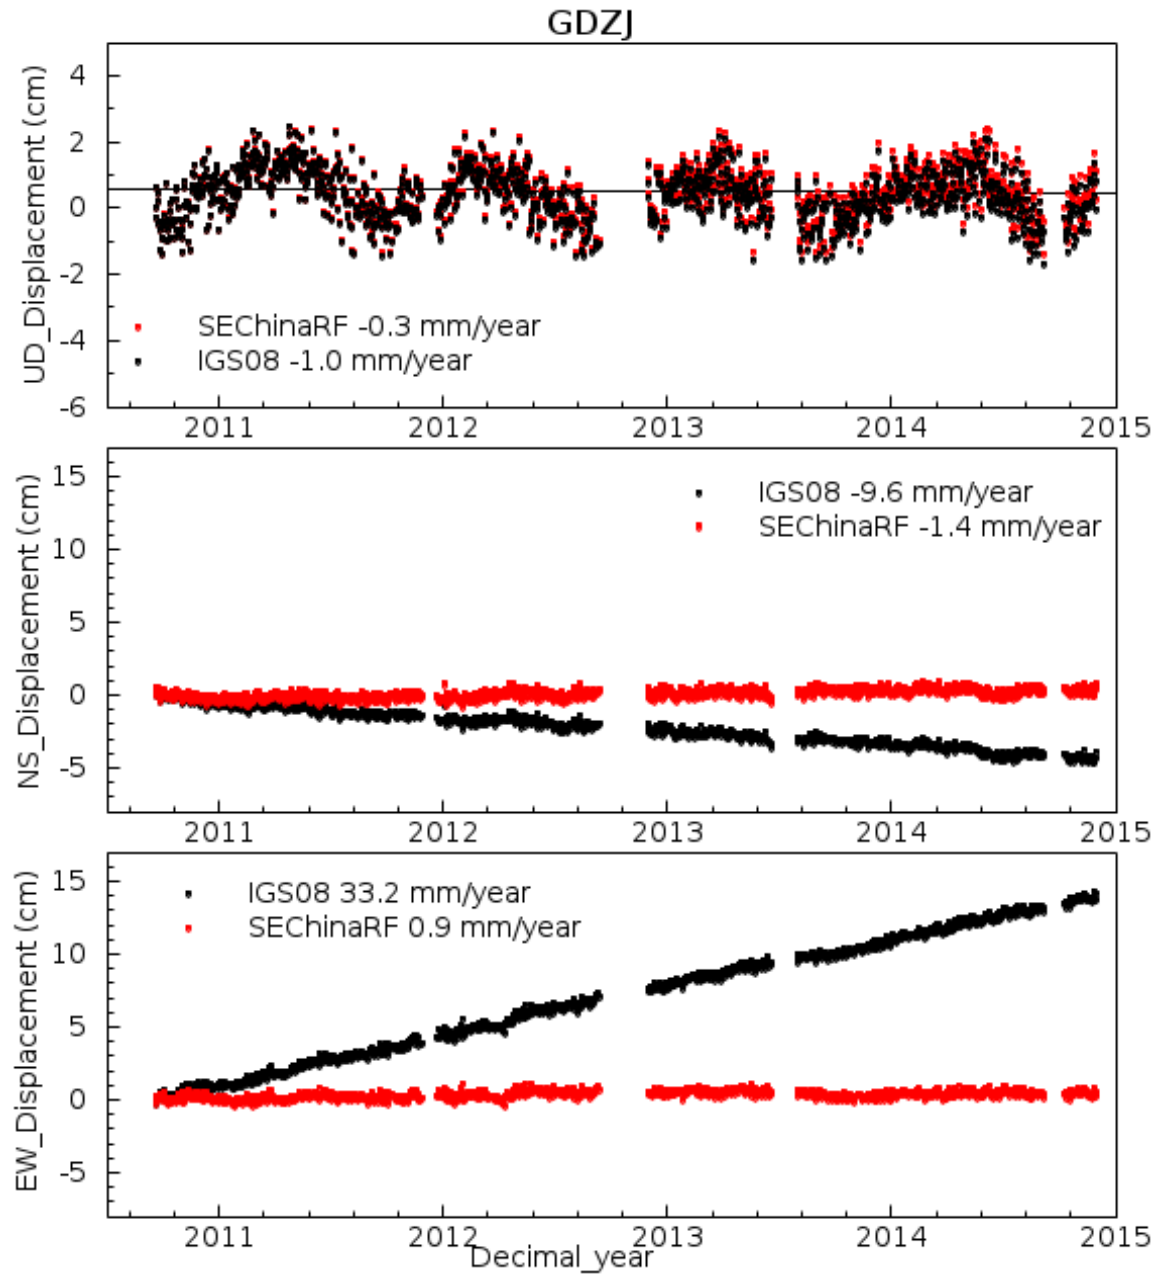 GDZJ
UD_Displacement (cm)
4
2
0
-2
-4
-6
SEChinaRF -0.3 mm/year
IGS08 -1.0 mm/year
2011 2012 2013 2014 2015
NS_Displacement (cm)
15
10
5
0
-5
IGS08 -9.6 mm/year
SEChinaRF -1.4 mm/year
2011 2012 2013 2014 2015
EW_Displacement (cm)
15
10
5
0
-5
IGS08 33.2 mm/year
SEChinaRF 0.9 mm/year
2011 2012 2013 2014 2015
Decimal_year